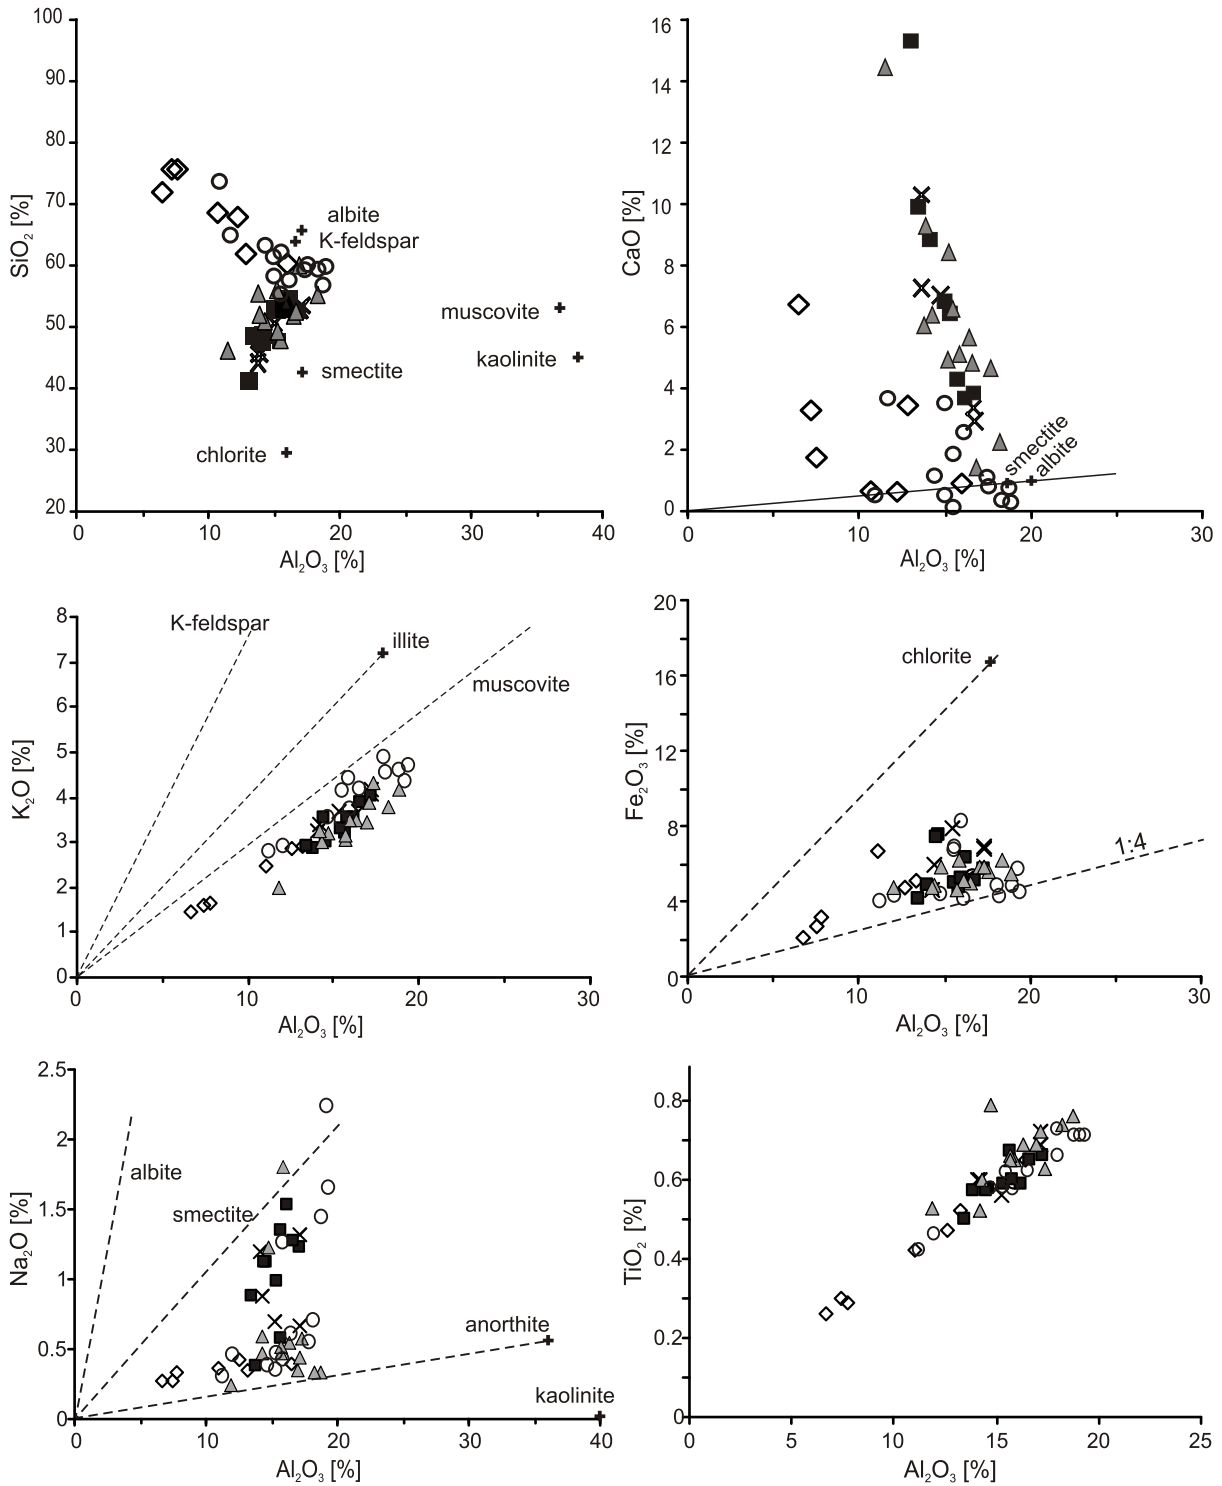 100
90
80
70
60
50
40
30
20
SiO2 [%]
albite
K-feldspar
muscovite
kaolinite
smectite
chlorite
10 20 30 40
Al2O3 [%]
16
14
12
10
8
6
4
2
0
CaO [%]
smectite
albite
0 10 20 30
Al2O3 [%]
8
7
6
5
4
3
2
1
0
K2O [%]
K-feldspar
illite
muscovite
0 10 20 30
Al2O3 [%]
20
16
12
8
4
0
Fe2O3 [%]
chlorite
1:4
0 10 20 30
Al2O3 [%]
2.5
2
1.5
1
0.5
0
Na2O [%]
albite
smectite
anorthite
kaolinite
0 10 20 30 40
Al2O3 [%]
0.8
0.6
0.4
0.2
0
TiO2 [%]
0 5 10 15 20 25
Al2O3 [%]